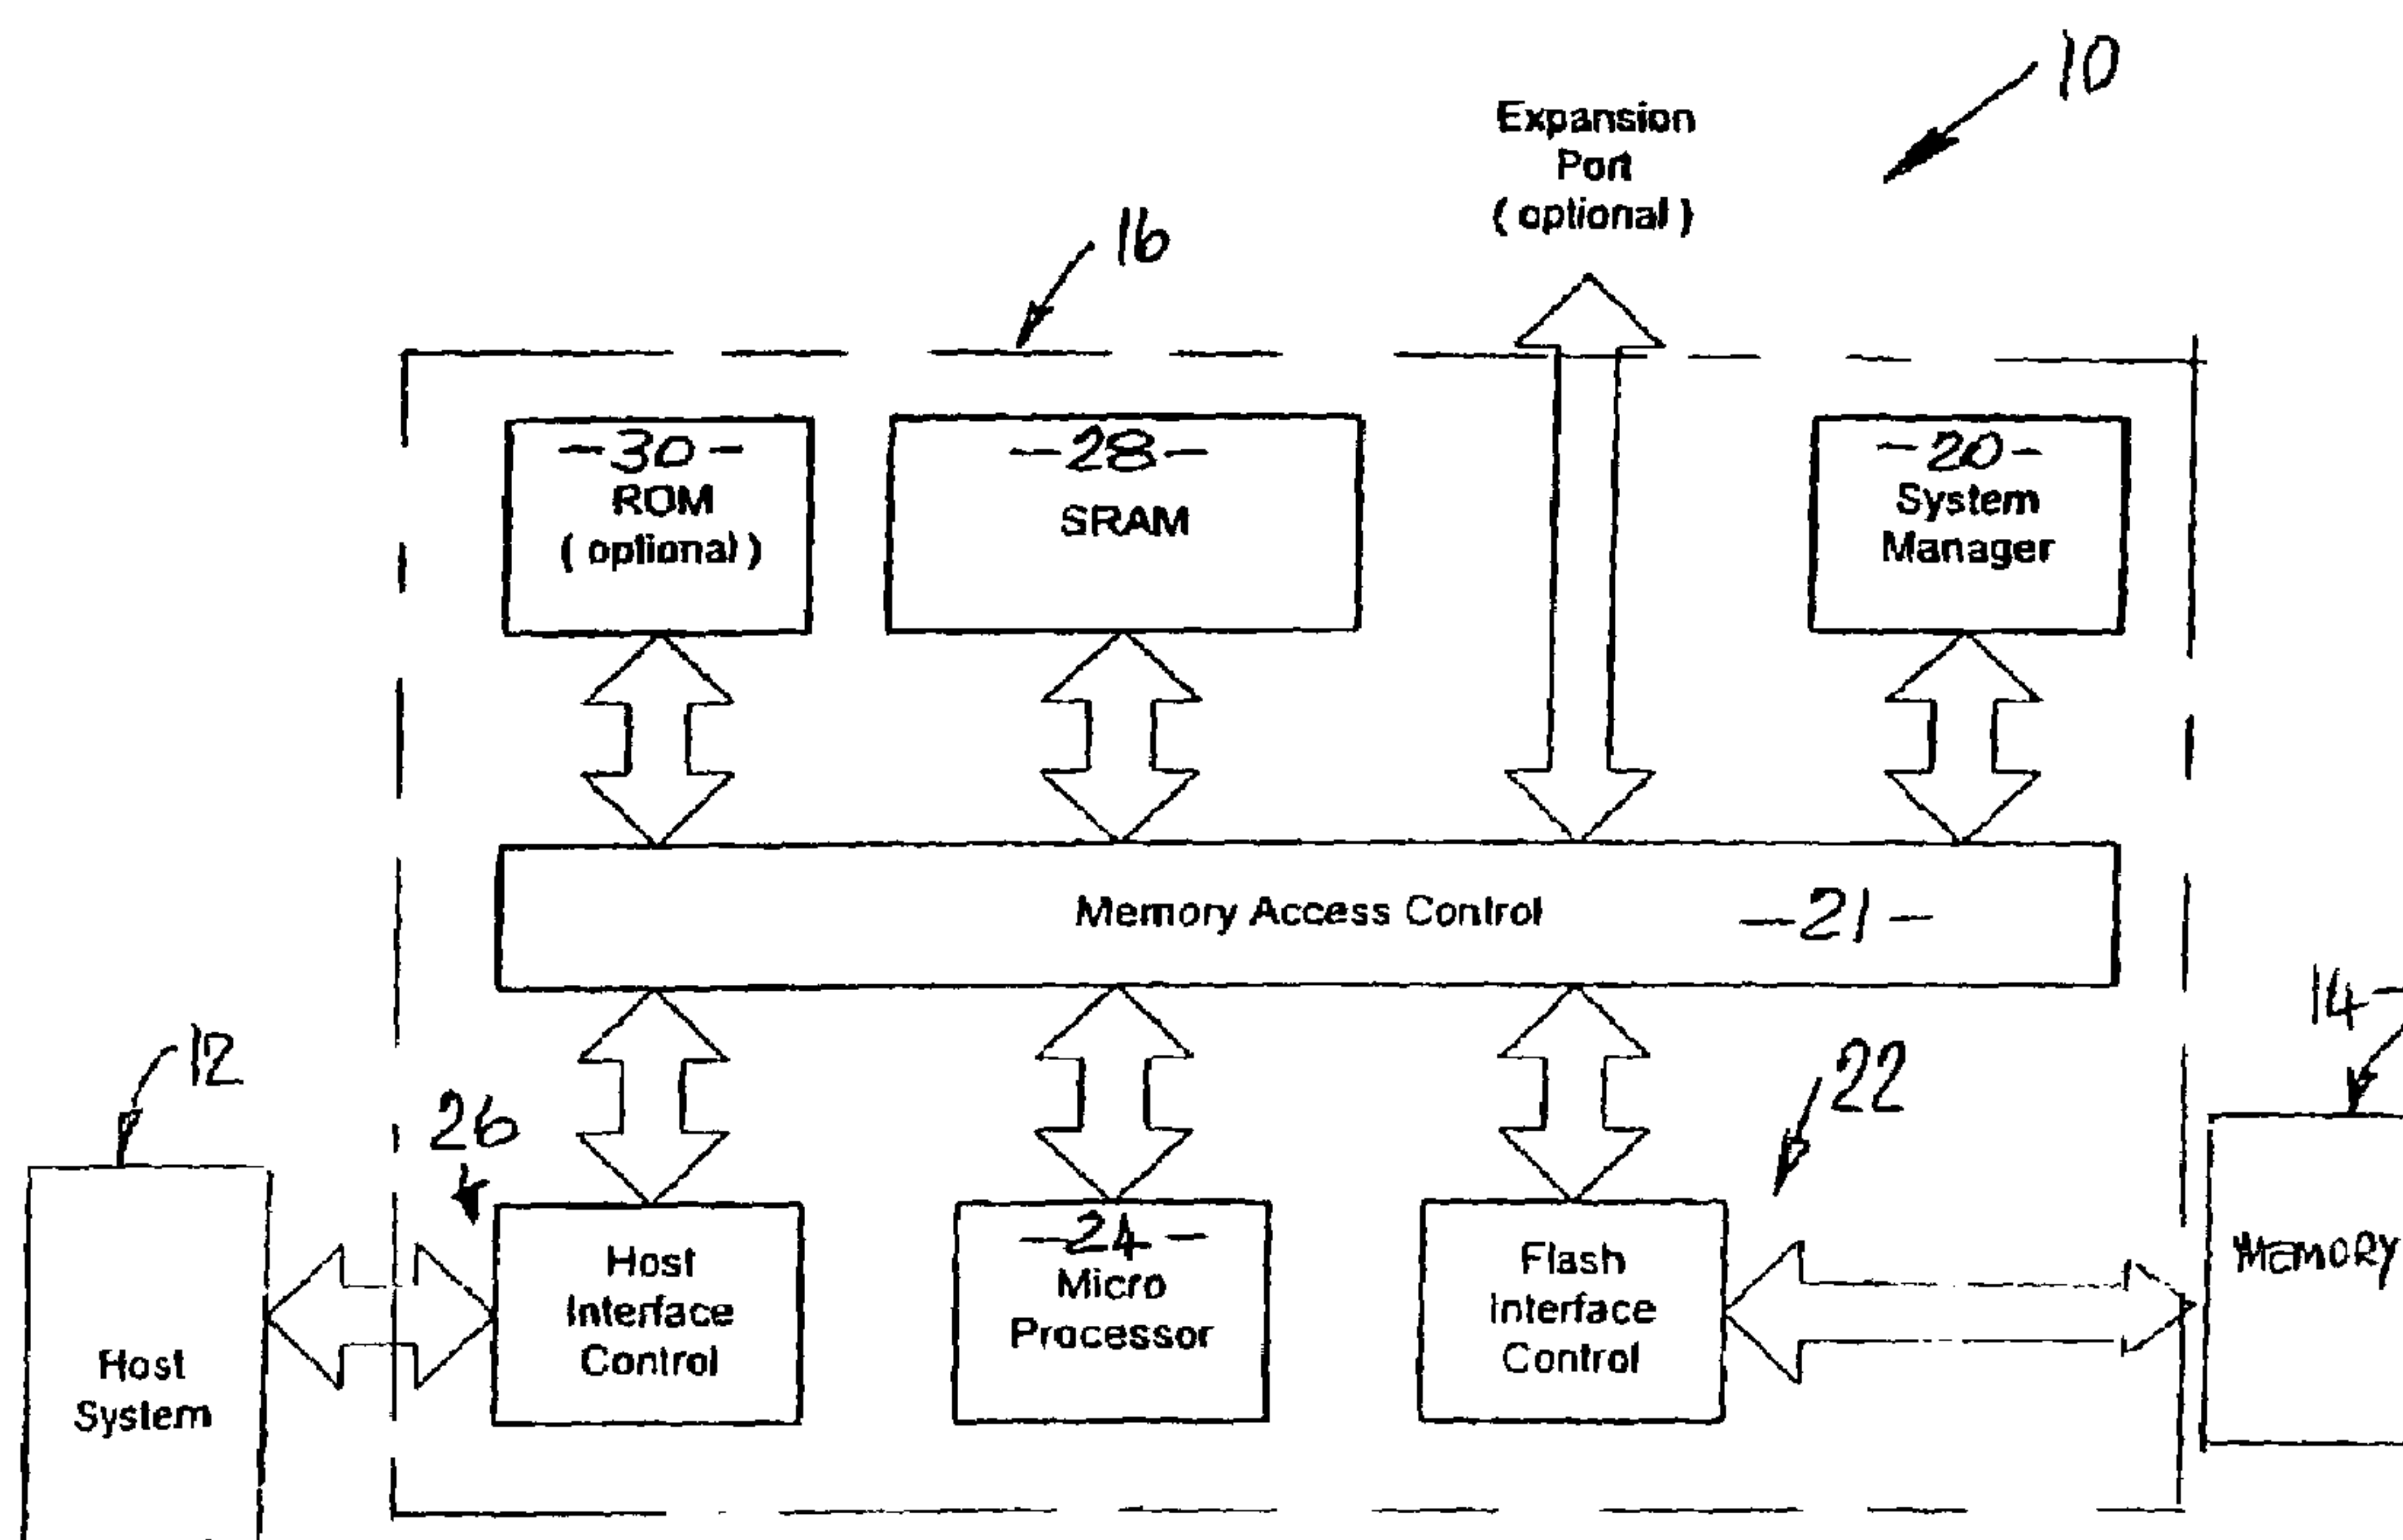 10
Expansion
Port
( optional )
16
-30-
ROM
( optional )
-28-
SRAM
-20-
System
Manager
Memory Access Control -21-
14
12
26
22
Host
System
Host
Interface
Control
-24-
Micro
Processor
Flash
Interface
Control
MEMORY